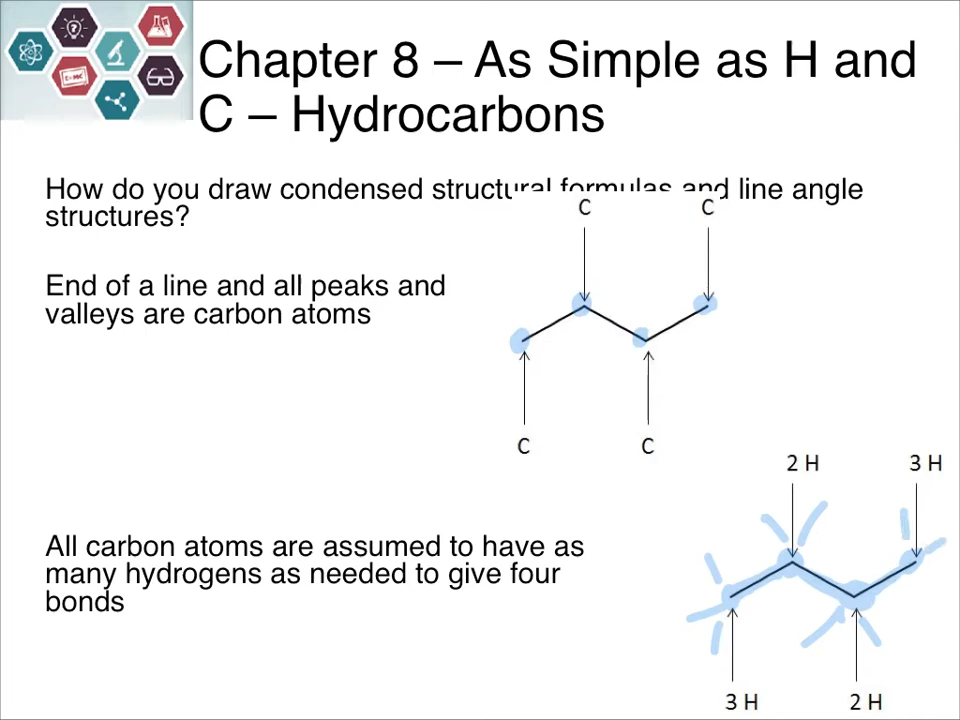 Chapter 8 – As Simple as H and
C – Hydrocarbons
How do you draw condensed structural formulas and line angle
structures?
C C
End of a line and all peaks and
valleys are carbon atoms
C C
2 H 3 H
All carbon atoms are assumed to have as
many hydrogens as needed to give four
bonds
3 H 2 H